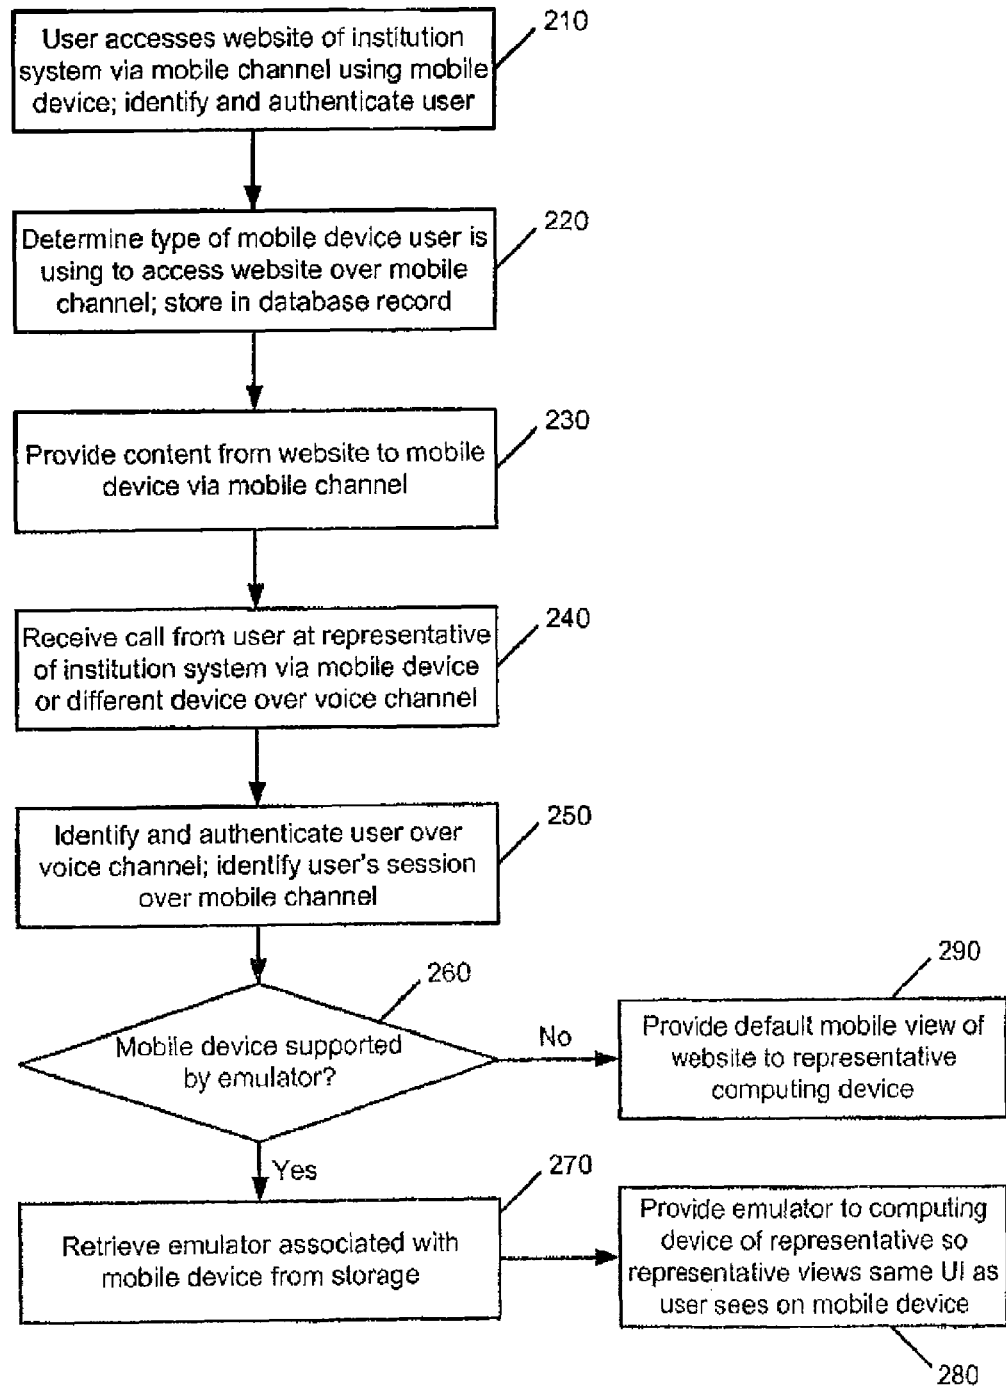 User accesses website of institution
system via mobile channel using mobile
device; identify and authenticate user
210
Determine type of mobile device user is
using to access website over mobile
channel; store in database record
220
Provide content from website to mobile
device via mobile channel
230
Receive call from user at representative
of institution system via mobile device
or different device over voice channel
240
Identify and authenticate user over
voice channel; identify user's session
over mobile channel
250
Mobile device supported
by emulator?
260
No
Provide default mobile view of
website to representative
computing device
290
Yes
Retrieve emulator associated with
mobile device from storage
270
Provide emulator to computing
device of representative so
representative views same UI as
user sees on mobile device
280